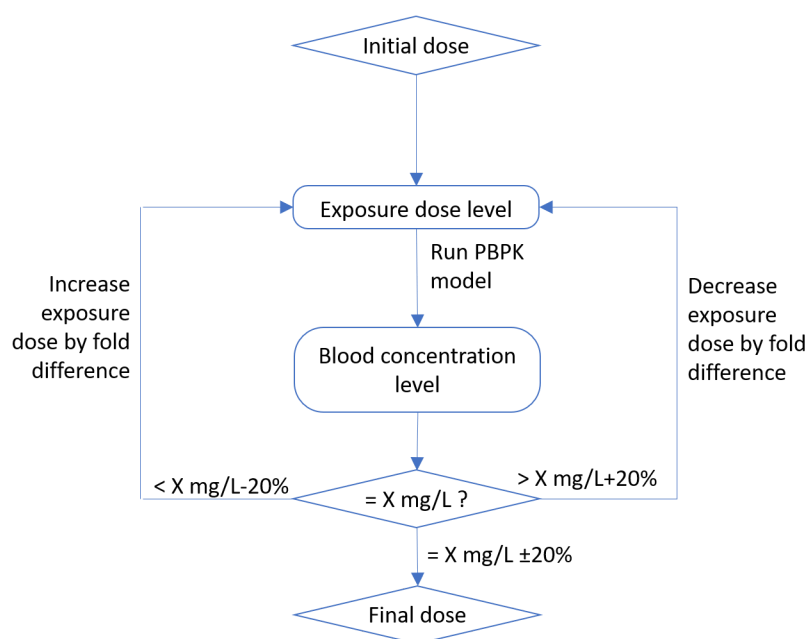 Initial dose
Exposure dose level
Run PBPK
model
Increase
exposure
dose by fold
difference
Decrease
exposure
dose by fold
difference
Blood concentration
level
< X mg/L-20%
= X mg/L ?
> X mg/L+20%
= X mg/L ±20%
Final dose